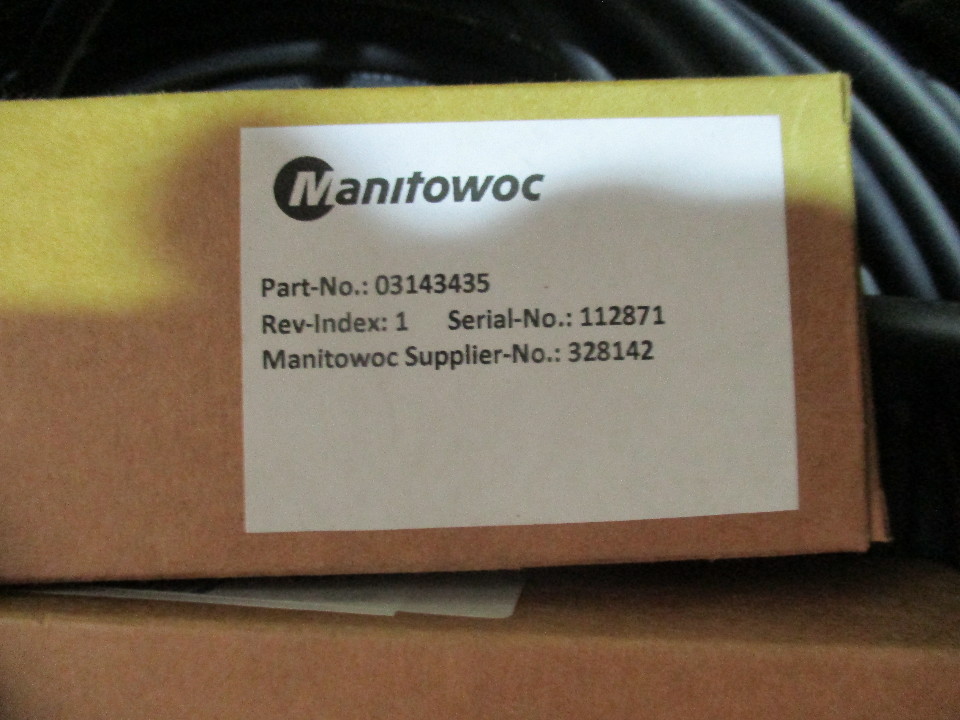 Manitowoc
Part-No.: 03143435
Rev-Index: 1 Serial-No.: 112871
Manitowoc Supplier-No.: 328142